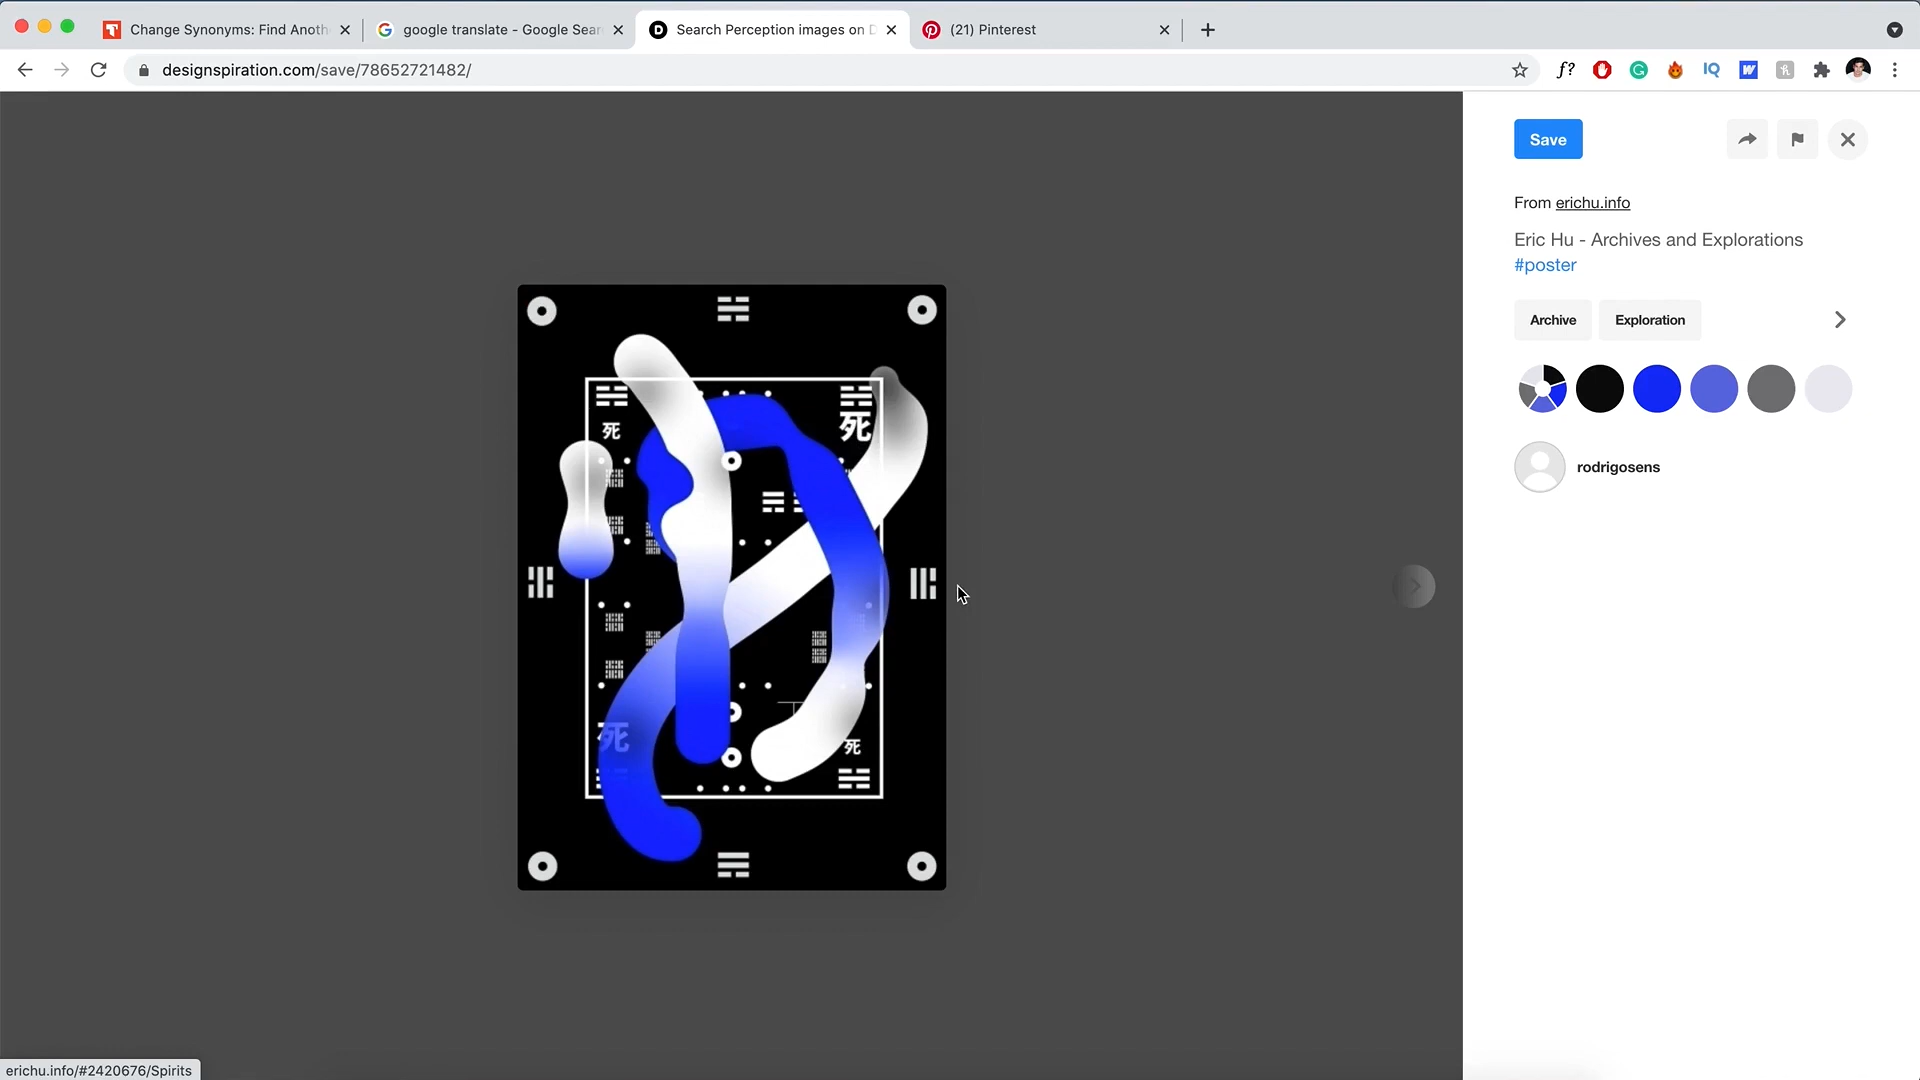 Change Synonyms: Find Anoth
google translate - Google Sear
Search Perception images on D
(21) Pinterest
designspiration.com/save/78652721482/
f?
IQ
W
Save
From erichu.info
Eric Hu - Archives and Explorations
#poster
Archive
Exploration
rodrigosens
死
死
死
死
erichu.info/#2420676/Spirits